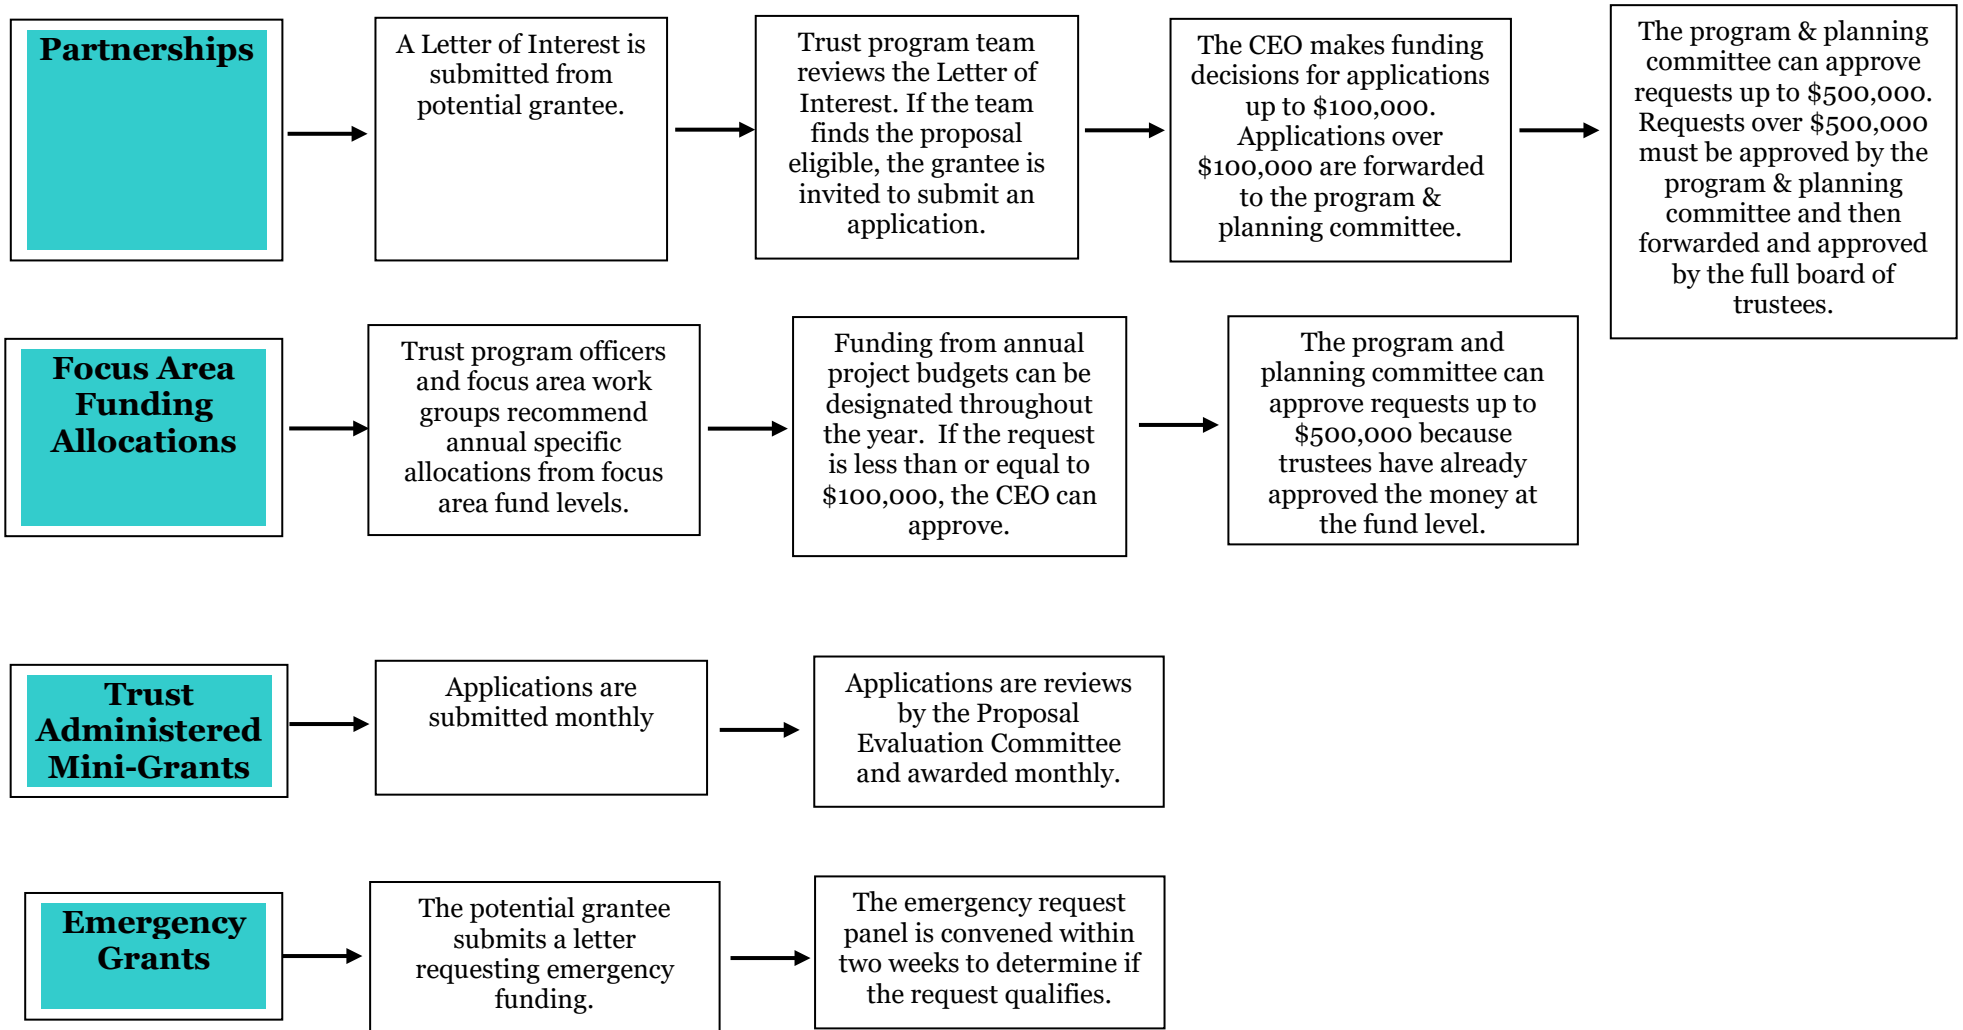 Partnerships
A Letter of Interest is
submitted from
potential grantee.
Trust program team
reviews the Letter of
Interest. If the team
finds the proposal
eligible, the grantee is
invited to submit an
application.
The CEO makes funding
decisions for applications
up to $100,000.
Applications over
$100,000 are forwarded
to the program &
planning committee.
The program & planning
committee can approve
requests up to $500,000.
Requests over $500,000
must be approved by the
program & planning
committee and then
forwarded and approved
by the full board of
trustees.
Focus Area
Funding
Allocations
Trust program officers
and focus area work
groups recommend
annual specific
allocations from focus
area fund levels.
Funding from annual
project budgets can be
designated throughout
the year.  If the request
is less than or equal to
$100,000, the CEO can
approve.
The program and
planning committee can
approve requests up to
$500,000 because
trustees have already
approved the money at
the fund level.
Trust
Administered
Mini-Grants
Applications are
submitted monthly
Applications are reviews
by the Proposal
Evaluation Committee
and awarded monthly.
Emergency
Grants
The potential grantee
submits a letter
requesting emergency
funding.
The emergency request
panel is convened within
two weeks to determine if
the request qualifies.